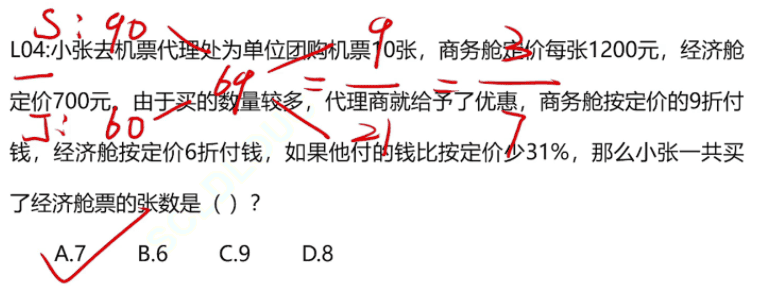 S：90
L04:小张去机票代理处为单位团购机票10张，商务舱定价每张1200元，经济舱
69 = 9/21 = 3/7
定价700元。由于买的数量较多，代理商就给予了优惠，商务舱按定价的9折付
J：60
钱，经济舱按定价6折付钱，如果他付的钱比按定价少31%，那么小张一共买
了经济舱票的张数是（ ）？
A.7 B.6 C.9 D.8